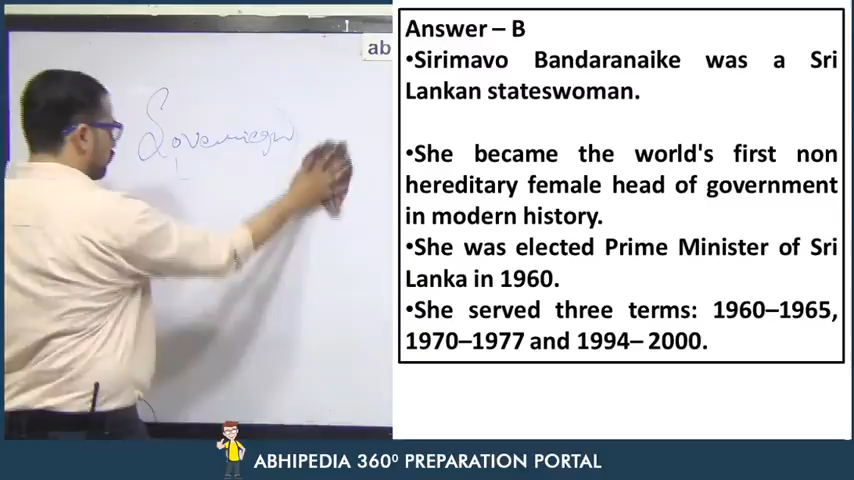 ab
Answer – B
•Sirimavo Bandaranaike was a Sri
Lankan stateswoman.
•She became the world's first non
hereditary female head of government
in modern history.
•She was elected Prime Minister of Sri
Lanka in 1960.
•She served three terms: 1960–1965,
1970–1977 and 1994– 2000.
ABHIPEDIA 360⁰ PREPARATION PORTAL